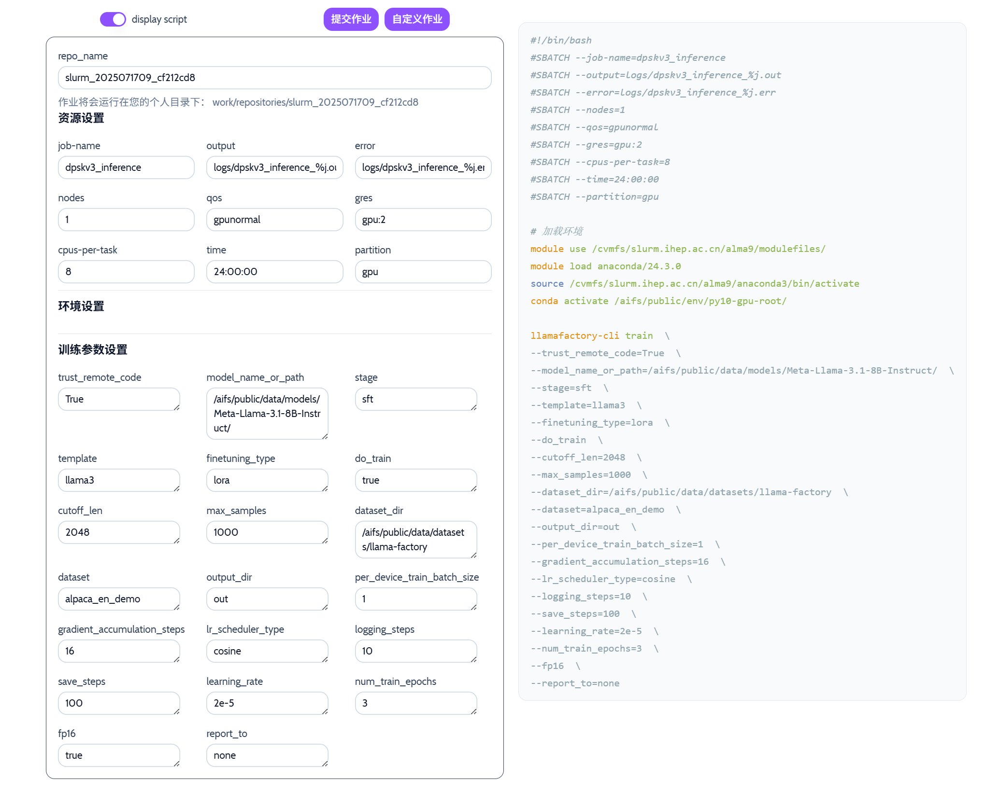 display script
提交作业
自定义作业
repo_name
slurm_2025071709_cf212cd8
作业将会运行在您的个人目录下： work/repositories/slurm_2025071709_cf212cd8
资源设置
job-name output error
dpskv3_inference logs/dpskv3_inference_%j.ou logs/dpskv3_inference_%j.er
nodes qos gres
1 gpunormal gpu:2
cpus-per-task time partition
8 24:00:00 gpu
环境设置
训练参数设置
trust_remote_code model_name_or_path stage
True /aifs/public/data/models/ sft
Meta-Llama-3.1-8B-Instr
uct/
template finetuning_type do_train
llama3 lora true
cutoff_len max_samples dataset_dir
2048 1000 /aifs/public/data/dataset
s/llama-factory
dataset output_dir per_device_train_batch_size
alpaca_en_demo out 1
gradient_accumulation_steps lr_scheduler_type logging_steps
16 cosine 10
save_steps learning_rate num_train_epochs
100 2e-5 3
fp16 report_to
true none
#!/bin/bash
#SBATCH --job-name=dpskv3_inference
#SBATCH --output=logs/dpskv3_inference_%j.out
#SBATCH --error=logs/dpskv3_inference_%j.err
#SBATCH --nodes=1
#SBATCH --qos=gpunormal
#SBATCH --gres=gpu:2
#SBATCH --cpus-per-task=8
#SBATCH --time=24:00:00
#SBATCH --partition=gpu
# 加载环境
module use /cvmfs/slurm.ihep.ac.cn/alma9/modulefiles/
module load anaconda/24.3.0
source /cvmfs/slurm.ihep.ac.cn/alma9/anaconda3/bin/activate
conda activate /aifs/public/env/py10-gpu-root/
llamafactory-cli train \
--trust_remote_code=True \
--model_name_or_path=/aifs/public/data/models/Meta-Llama-3.1-8B-Instruct/ \
--stage=sft \
--template=llama3 \
--finetuning_type=lora \
--do_train \
--cutoff_len=2048 \
--max_samples=1000 \
--dataset_dir=/aifs/public/data/datasets/llama-factory \
--dataset=alpaca_en_demo \
--output_dir=out \
--per_device_train_batch_size=1 \
--gradient_accumulation_steps=16 \
--lr_scheduler_type=cosine \
--logging_steps=10 \
--save_steps=100 \
--learning_rate=2e-5 \
--num_train_epochs=3 \
--fp16 \
--report_to=none